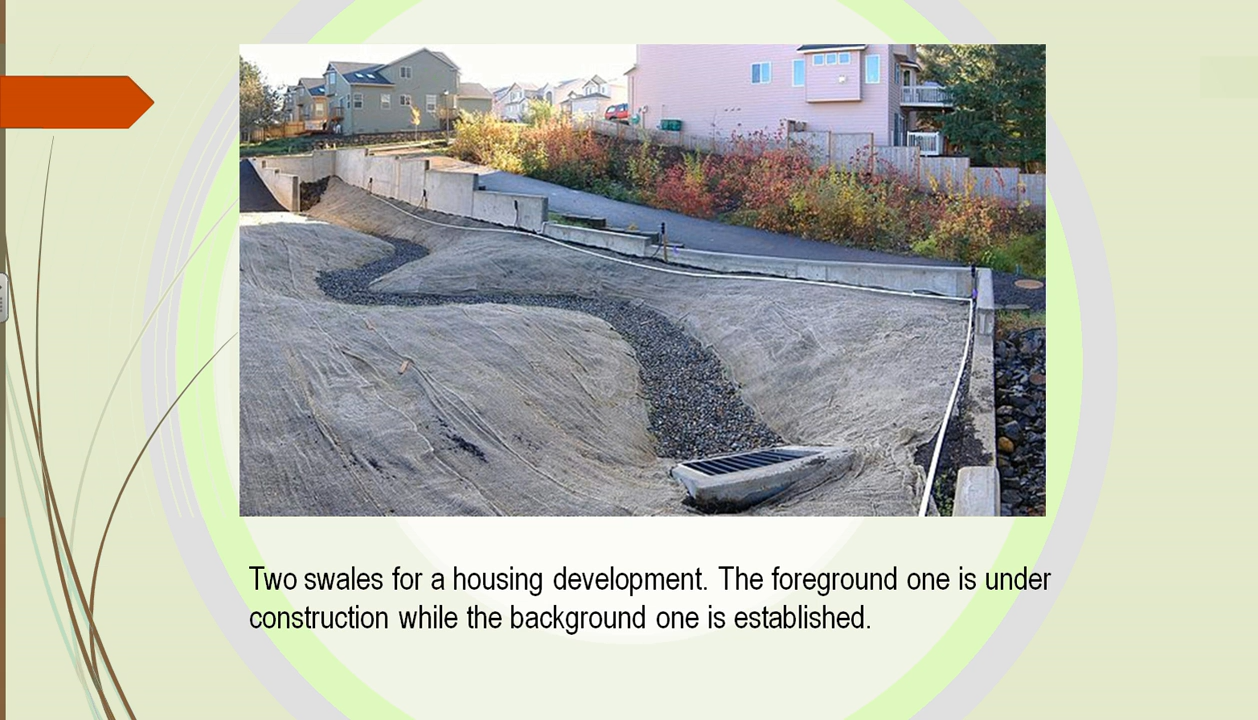 Two swales for a housing development. The foreground one is under
construction while the background one is established.